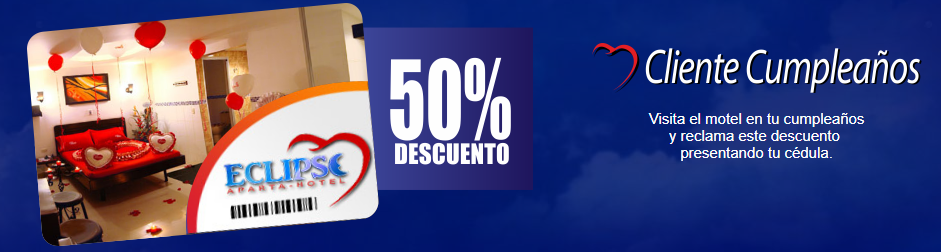 ECLIPSE
APARTA-HOTEL
50%
DESCUENTO
Cliente Cumpleaños
Visita el motel en tu cumpleaños
y reclama este descuento
presentando tu cédula.